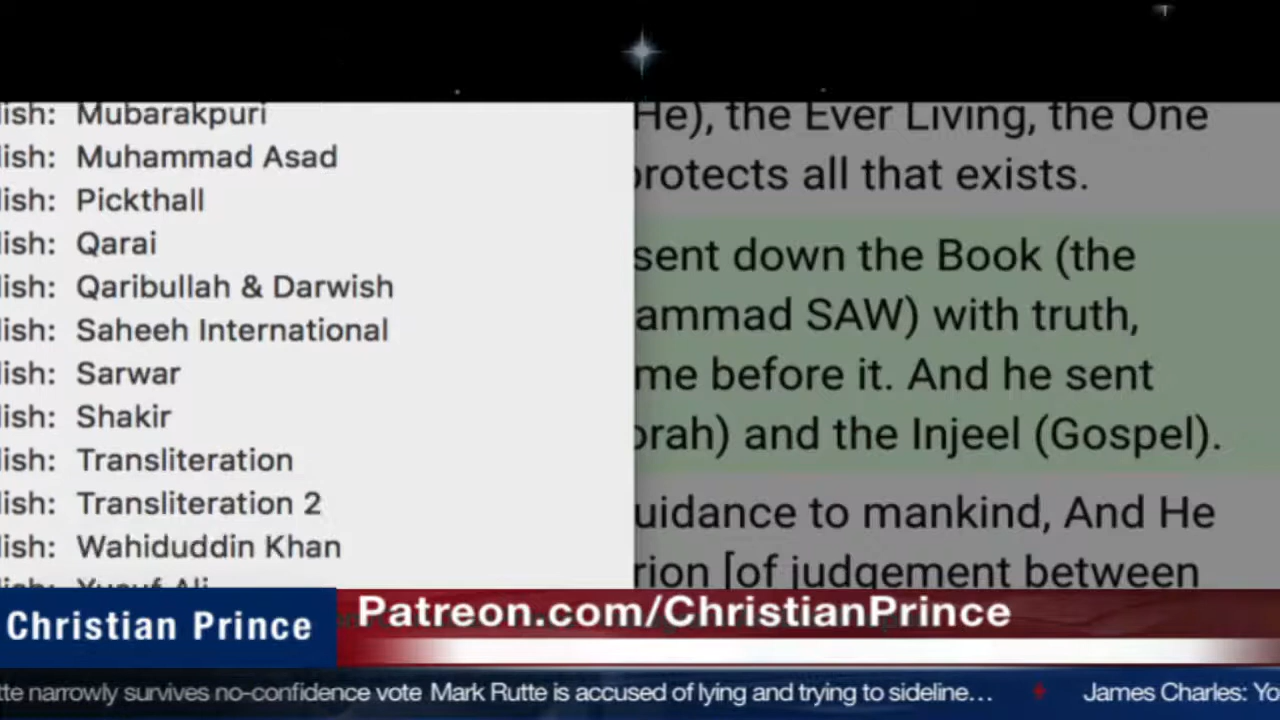 lish: Mubarakpuri
lish: Muhammad Asad
lish: Pickthall
lish: Qarai
lish: Qaribullah & Darwish
lish: Saheeh International
lish: Sarwar
lish: Shakir
lish: Transliteration
lish: Transliteration 2
lish: Wahiduddin Khan
lish: Yusuf Ali
He), the Ever Living, the One
protects all that exists.
sent down the Book (the
ammad SAW) with truth,
me before it. And he sent
orah) and the Injeel (Gospel).
uidance to mankind, And He
rion [of judgement between
Christian Prince
Patreon.com/ChristianPrince
tte narrowly survives no-confidence vote Mark Rutte is accused of lying and trying to sideline… James Charles: Yo